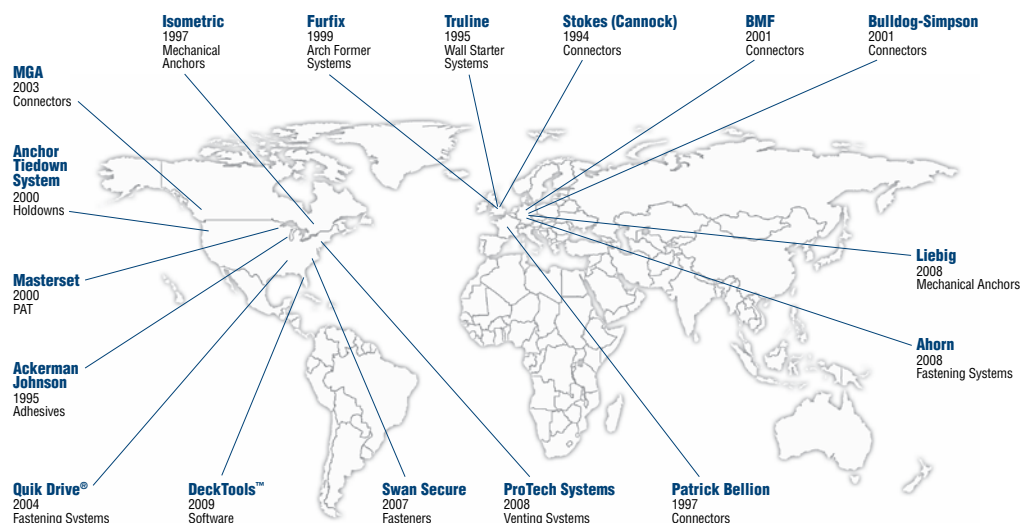 Isometric
1997
Mechanical
Anchors
Furfix
1999
Arch Former
Systems
Truline
1995
Wall Starter
Systems
Stokes (Cannock)
1994
Connectors
BMF
2001
Connectors
Bulldog-Simpson
2001
Connectors
MGA
2003
Connectors
Anchor
Tiedown
System
2000
Holdowns
Masterset
2000
PAT
Ackerman
Johnson
1995
Adhesives
Liebig
2008
Mechanical Anchors
Ahorn
2008
Fastening Systems
Quik Drive®
2004
Fastening Systems
DeckTools™
2009
Software
Swan Secure
2007
Fasteners
ProTech Systems
2008
Venting Systems
Patrick Bellion
1997
Connectors